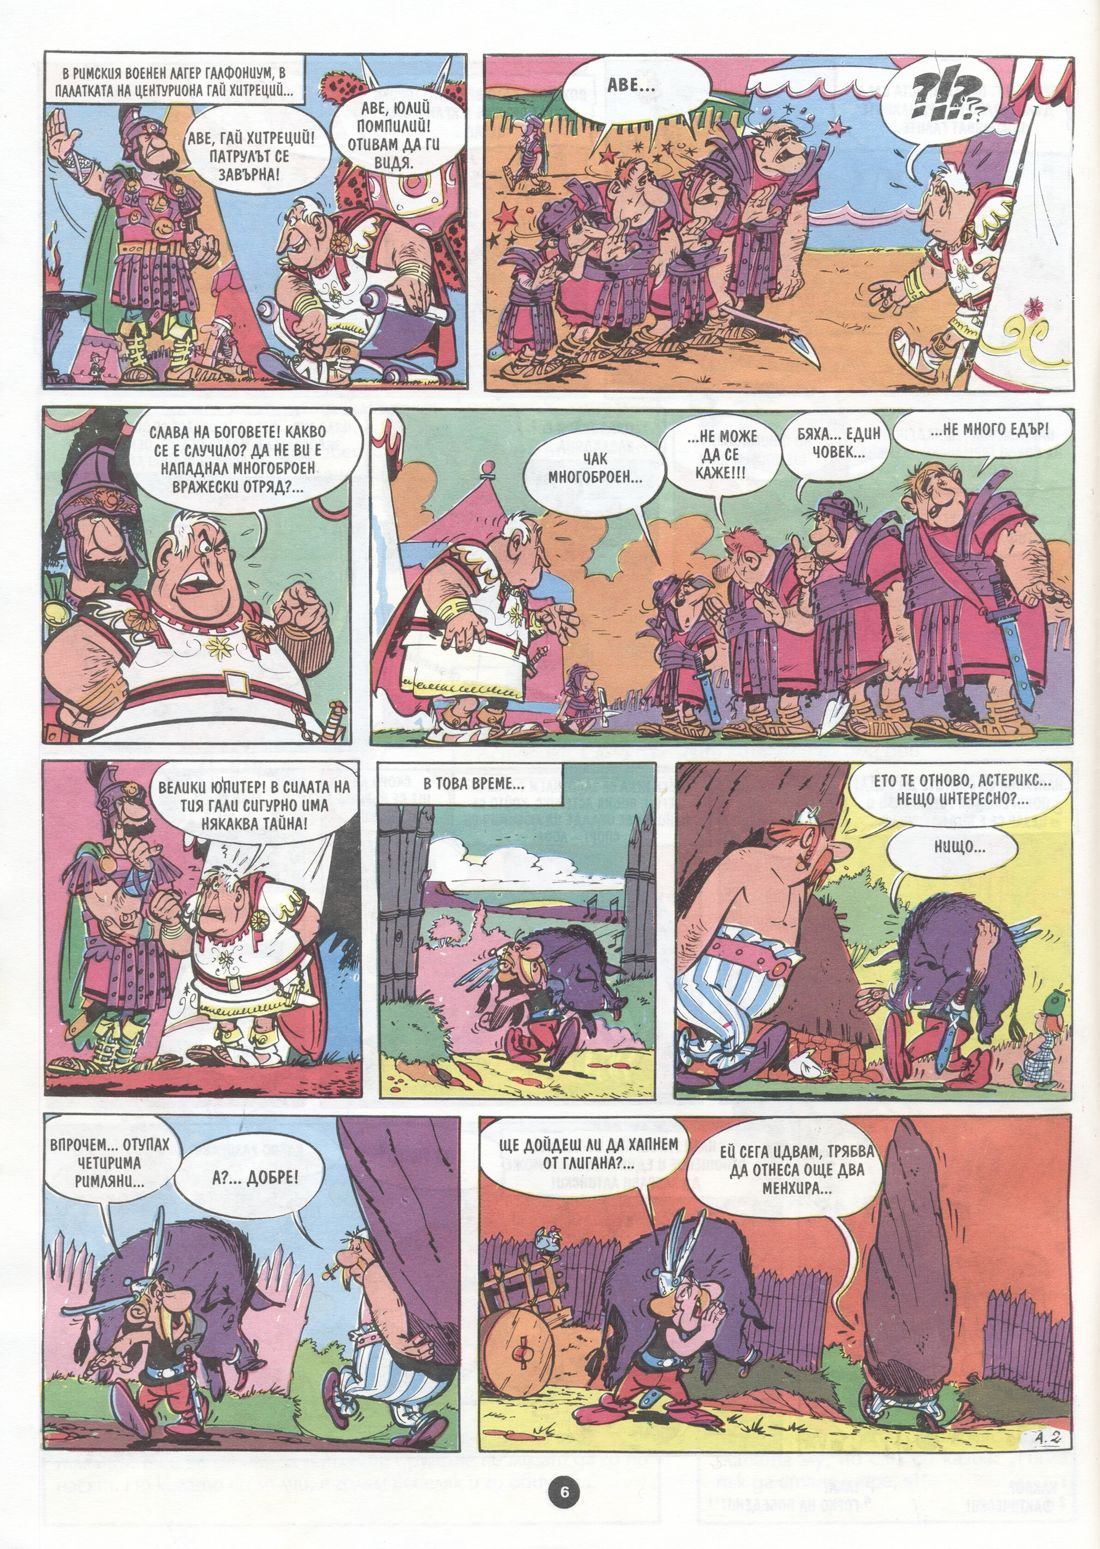 В РИМСКИЯ ВОЕНЕН ЛАГЕР ГАЛФОНИУМ, В
ПАЛАТКАТА НА ЦЕНТУРИОНА ГАЙ ХИТРЕЦИЙ...
АВЕ, ГАЙ ХИТРЕЦИЙ!
ПАТРУЛЪТ СЕ
ЗАВЪРНА!
АВЕ, ЮЛИЙ
ПОМПИЛИЙ!
ОТИВАМ ДА ГИ
ВИДЯ.
АВЕ...
?!?
СЛАВА НА БОГОВЕТЕ! КАКВО
СЕ Е СЛУЧИЛО? ДА НЕ ВИ Е
НАПАДНАЛ МНОГОБРОЕН
ВРАЖЕСКИ ОТРЯД?...
ЧАК
МНОГОБРОЕН...
...НЕ МОЖЕ
ДА СЕ
КАЖЕ!!!
БЯХА... ЕДИН
ЧОВЕК...
...НЕ МНОГО ЕДЪР!
ВЕЛИКИ ЮПИТЕР! В СИЛАТА НА
ТИЯ ГАЛИ СИГУРНО ИМА
НЯКАКВА ТАЙНА!
В ТОВА ВРЕМЕ...
ЕТО ТЕ ОТНОВО, АСТЕРИКС...
НЕЩО ИНТЕРЕСНО?...
НИЩО...
ВПРОЧЕМ... ОТУПАХ
ЧЕТИРИМА
РИМЛЯНИ...
А?... ДОБРЕ!
ЩЕ ДОЙДЕШ ЛИ ДА ХАПНЕМ
ОТ ГЛИГАНА?...
ЕЙ СЕГА ИДВАМ, ТРЯБВА
ДА ОТНЕСА ОЩЕ ДВА
МЕНХИРА...
A.2
6